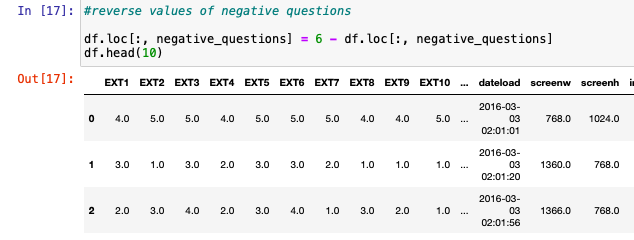 In [17]: #reverse values of negative questions
df.loc[:, negative_questions] = 6 - df.loc[:, negative_questions]
df.head(10)
Out[17]:
EXT1 EXT2 EXT3 EXT4 EXT5 EXT6 EXT7 EXT8 EXT9 EXT10 ... dateload screenw screenh
0 4.0 5.0 5.0 4.0 5.0 5.0 5.0 4.0 4.0 5.0 ... 2016-03-
03
02:01:01 768.0 1024.0
1 3.0 1.0 3.0 2.0 3.0 3.0 2.0 1.0 1.0 1.0 ... 2016-03-
03
02:01:20 1360.0 768.0
2 2.0 3.0 4.0 2.0 3.0 4.0 1.0 3.0 2.0 1.0 ... 2016-03-
03
02:01:56 1366.0 768.0